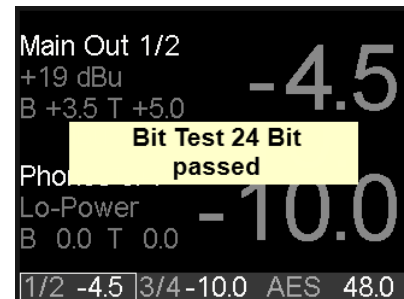 Main Out 1/2
+19 dBu
-4.5
B +3.5 T +5.0
Bit Test 24 Bit
passed
Lo-Power
-10.0
B 0.0 T 0.0
1/2 -4.5 3/4 -10.0 AES 48.0